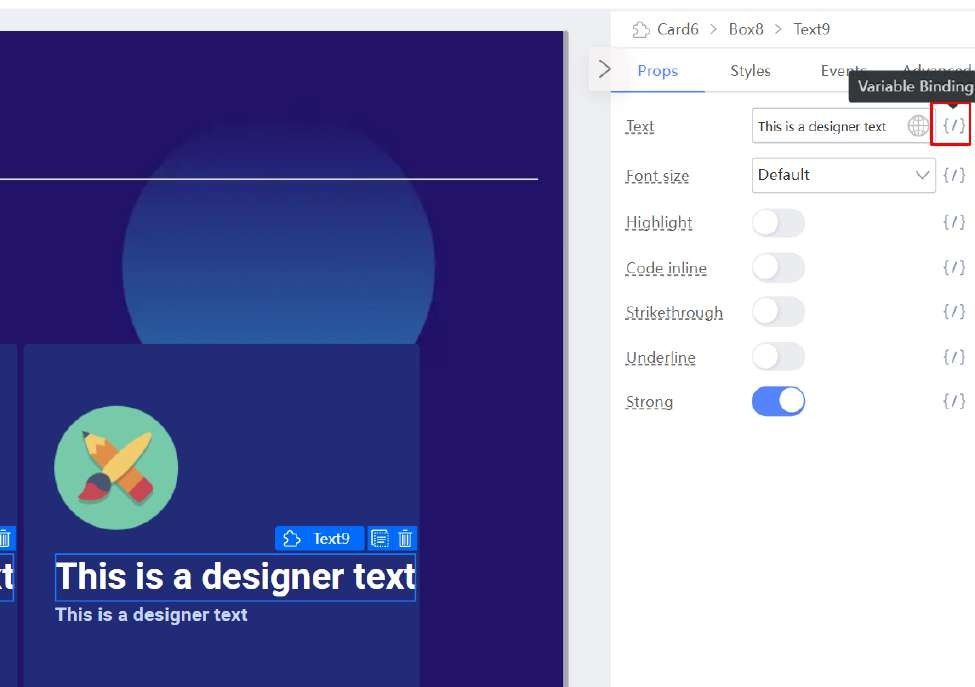 Card6 > Box8 > Text9
Props Styles Events Advanced
Variable Binding
Text This is a designer text {/}
Font size Default {/}
Highlight {/}
Code inline {/}
Strikethrough {/}
Underline {/}
Strong {/}
Text9
t This is a designer text
This is a designer text